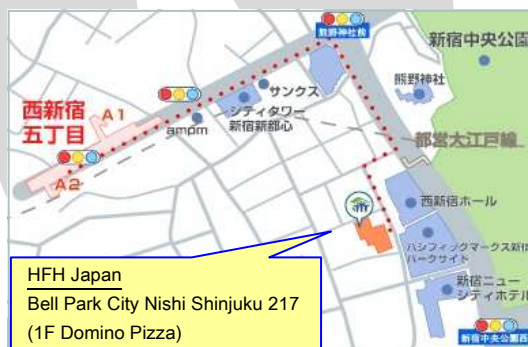 熊野神社前
新宿中央公園
熊野神社
サンクス
シティタワー
新宿新都心
ampm
西新宿
五丁目
A1
A2
都営大江戸線
西新宿ホール
パシフィックマークス新宿
パークサイド
新宿ニュー
シティホテル
新宿中央公園西
HFH Japan
Bell Park City Nishi Shinjuku 217
(1F Domino Pizza)